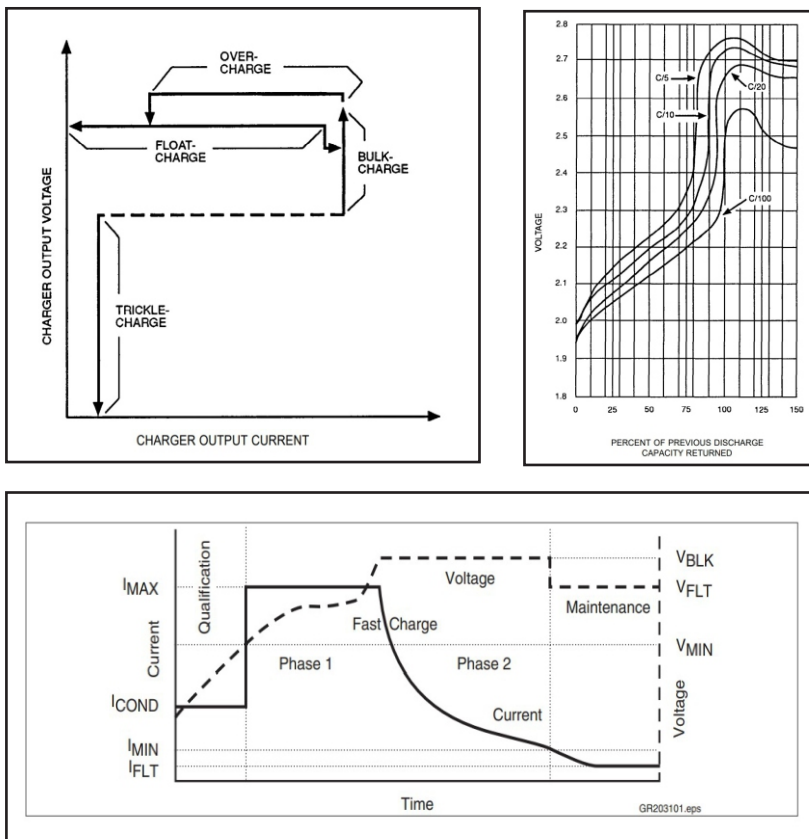 OVER-
CHARGE
FLOAT-
CHARGE
BULK-
CHARGE
TRICKLE-
CHARGE
CHARGER OUTPUT VOLTAGE
CHARGER OUTPUT CURRENT
2.8
2.7
2.6
2.5
2.4
2.3
2.2
2.1
2.0
1.9
1.8
VOLTAGE
C/5
C/10
C/20
C/100
0 25 50 75 100 125 150
PERCENT OF PREVIOUS DISCHARGE
CAPACITY RETURNED
Qualification
IMAX
Current
ICOND
IMIN
IFLT
Voltage
Fast Charge
Phase 1
Phase 2
Current
Maintenance
VBLK
VFLT
VMIN
Voltage
Time
GR203101.eps